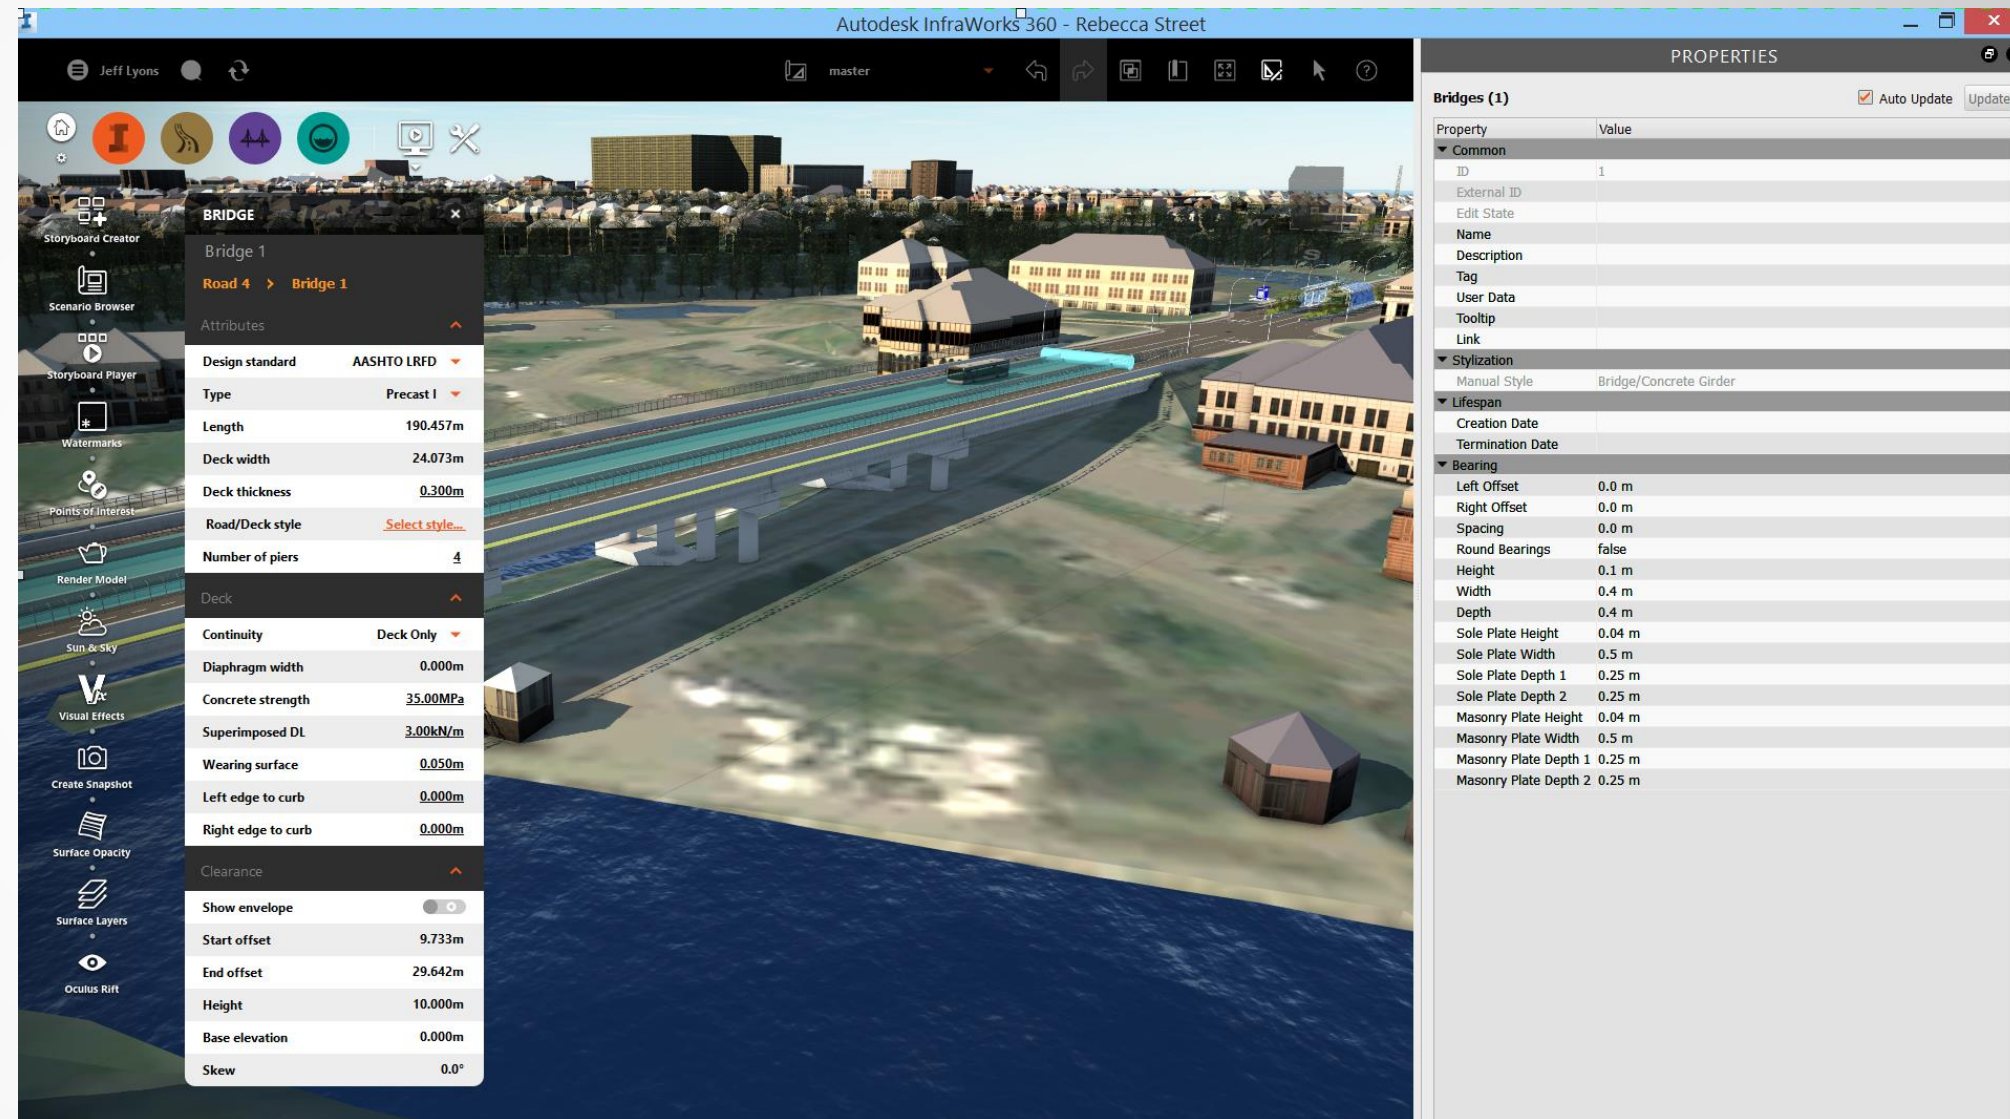 Autodesk InfraWorks 360 - Rebecca Street
Jeff Lyons
master
Storyboard Creator
Scenario Browser
Storyboard Player
Watermarks
Points of Interest
Render Model
Sun & Sky
Visual Effects
Create Snapshot
Surface Opacity
Surface Layers
Oculus Rift
BRIDGE
Bridge 1
Road 4 > Bridge 1
Attributes
Design standard AASHTO LRFD
Type Precast I
Length 190.457m
Deck width 24.073m
Deck thickness 0.300m
Road/Deck style Select style...
Number of piers 4
Deck
Continuity Deck Only
Diaphragm width 0.000m
Concrete strength 35.00MPa
Superimposed DL 3.00kN/m
Wearing surface 0.050m
Left edge to curb 0.000m
Right edge to curb 0.000m
Clearance
Show envelope
Start offset 9.733m
End offset 29.642m
Height 10.000m
Base elevation 0.000m
Skew 0.0°
PROPERTIES
Bridges (1) Auto Update Update
Property Value
Common
ID 1
External ID
Edit State
Name
Description
Tag
User Data
Tooltip
Link
Stylization
Manual Style Bridge/Concrete Girder
Lifespan
Creation Date
Termination Date
Bearing
Left Offset 0.0 m
Right Offset 0.0 m
Spacing 0.0 m
Round Bearings false
Height 0.1 m
Width 0.4 m
Depth 0.4 m
Sole Plate Height 0.04 m
Sole Plate Width 0.5 m
Sole Plate Depth 1 0.25 m
Sole Plate Depth 2 0.25 m
Masonry Plate Height 0.04 m
Masonry Plate Width 0.5 m
Masonry Plate Depth 1 0.25 m
Masonry Plate Depth 2 0.25 m